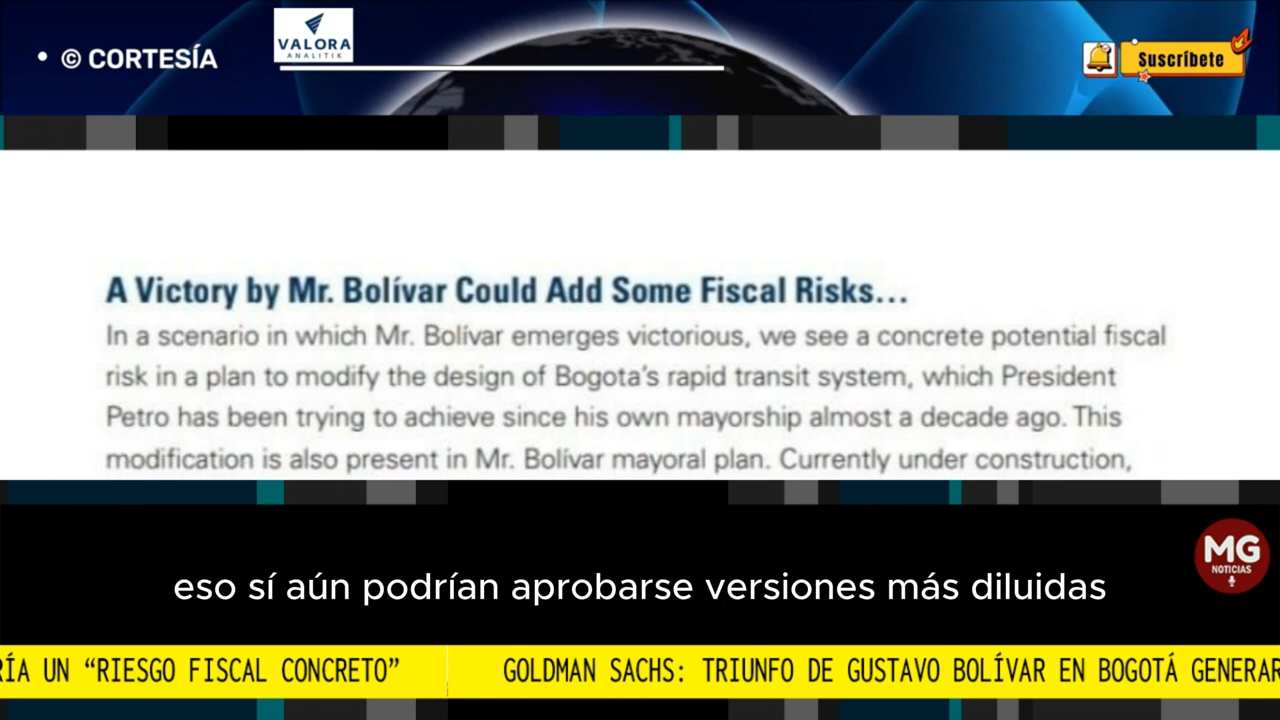 • © CORTESÍA
VALORA
ANALITIK
Suscríbete
A Victory by Mr. Bolívar Could Add Some Fiscal Risks...
In a scenario in which Mr. Bolívar emerges victorious, we see a concrete potential fiscal
risk in a plan to modify the design of Bogota's rapid transit system, which President
Petro has been trying to achieve since his own mayorship almost a decade ago. This
modification is also present in Mr. Bolívar mayoral plan. Currently under construction,
MG
NOTICIAS
eso sí aún podrían aprobarse versiones más diluidas
RÍA UN “RIESGO FISCAL CONCRETO” GOLDMAN SACHS: TRIUNFO DE GUSTAVO BOLÍVAR EN BOGOTÁ GENERAR